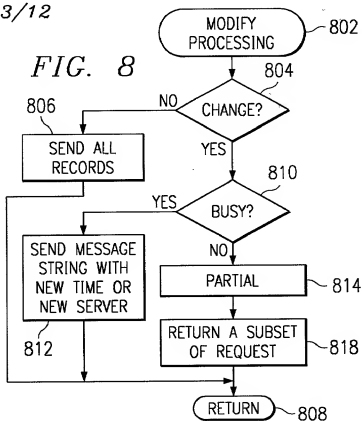 3/12
MODIFY
PROCESSING
802
FIG. 8
804
806
NO
CHANGE?
SEND ALL
RECORDS
YES
810
YES
BUSY?
SEND MESSAGE
STRING WITH
NEW TIME OR
NEW SERVER
NO
PARTIAL
814
812
RETURN A SUBSET
OF REQUEST
818
RETURN
808